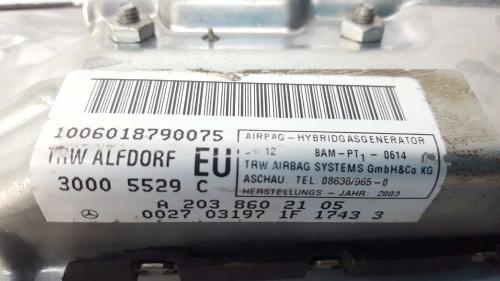 1006018790075
TRW ALFDORF EU
3000 5529 C
AIRBAG-HYBRIDGASGENERATOR
BAM-PT1-0614
TRW AIRBAG SYSTEMS GmbH&Co KG
ASCHAU. TEL. 08638/965-0
HERSTELLUNGS - JAHR: 2003
A 203 860 21 05
0027 03197 1F 1743 3